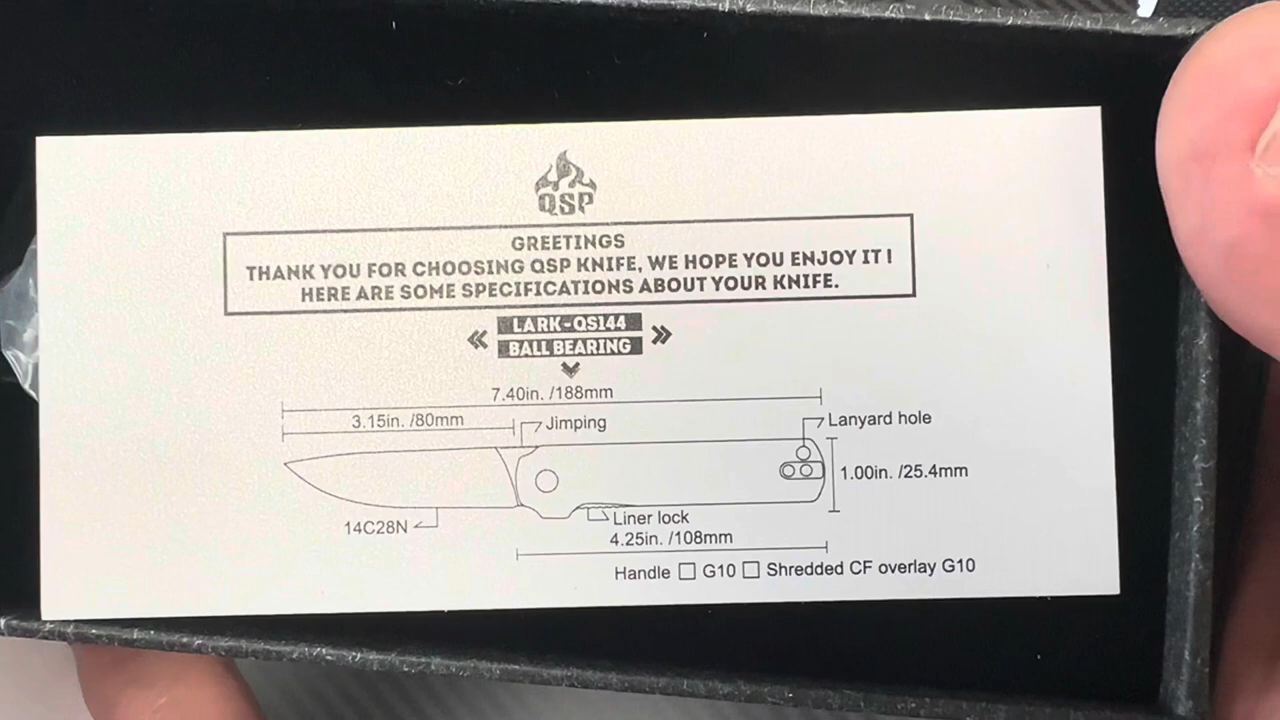 QSP
GREETINGS
THANK YOU FOR CHOOSING QSP KNIFE, WE HOPE YOU ENJOY IT !
HERE ARE SOME SPECIFICATIONS ABOUT YOUR KNIFE.
LARK-QS144
BALL BEARING
7.40in. /188mm
3.15in. /80mm
Jimping
Lanyard hole
1.00in. /25.4mm
14C28N
Liner lock
4.25in. /108mm
Handle □ G10 □ Shredded CF overlay G10